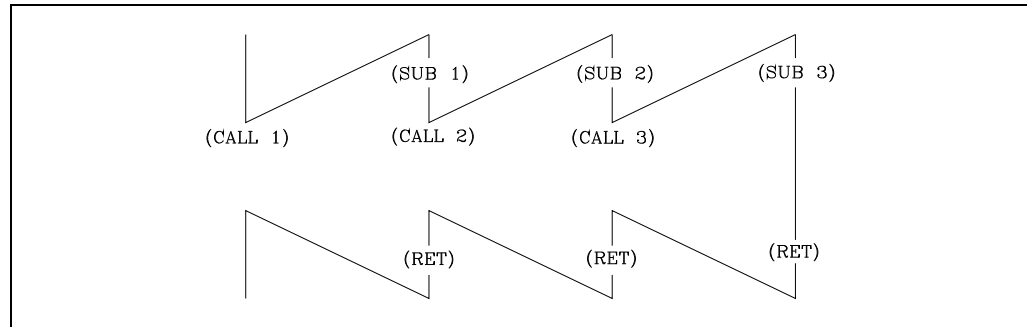 (SUB 1) (SUB 2) (SUB 3)
(CALL 1) (CALL 2) (CALL 3)
(RET) (RET) (RET)